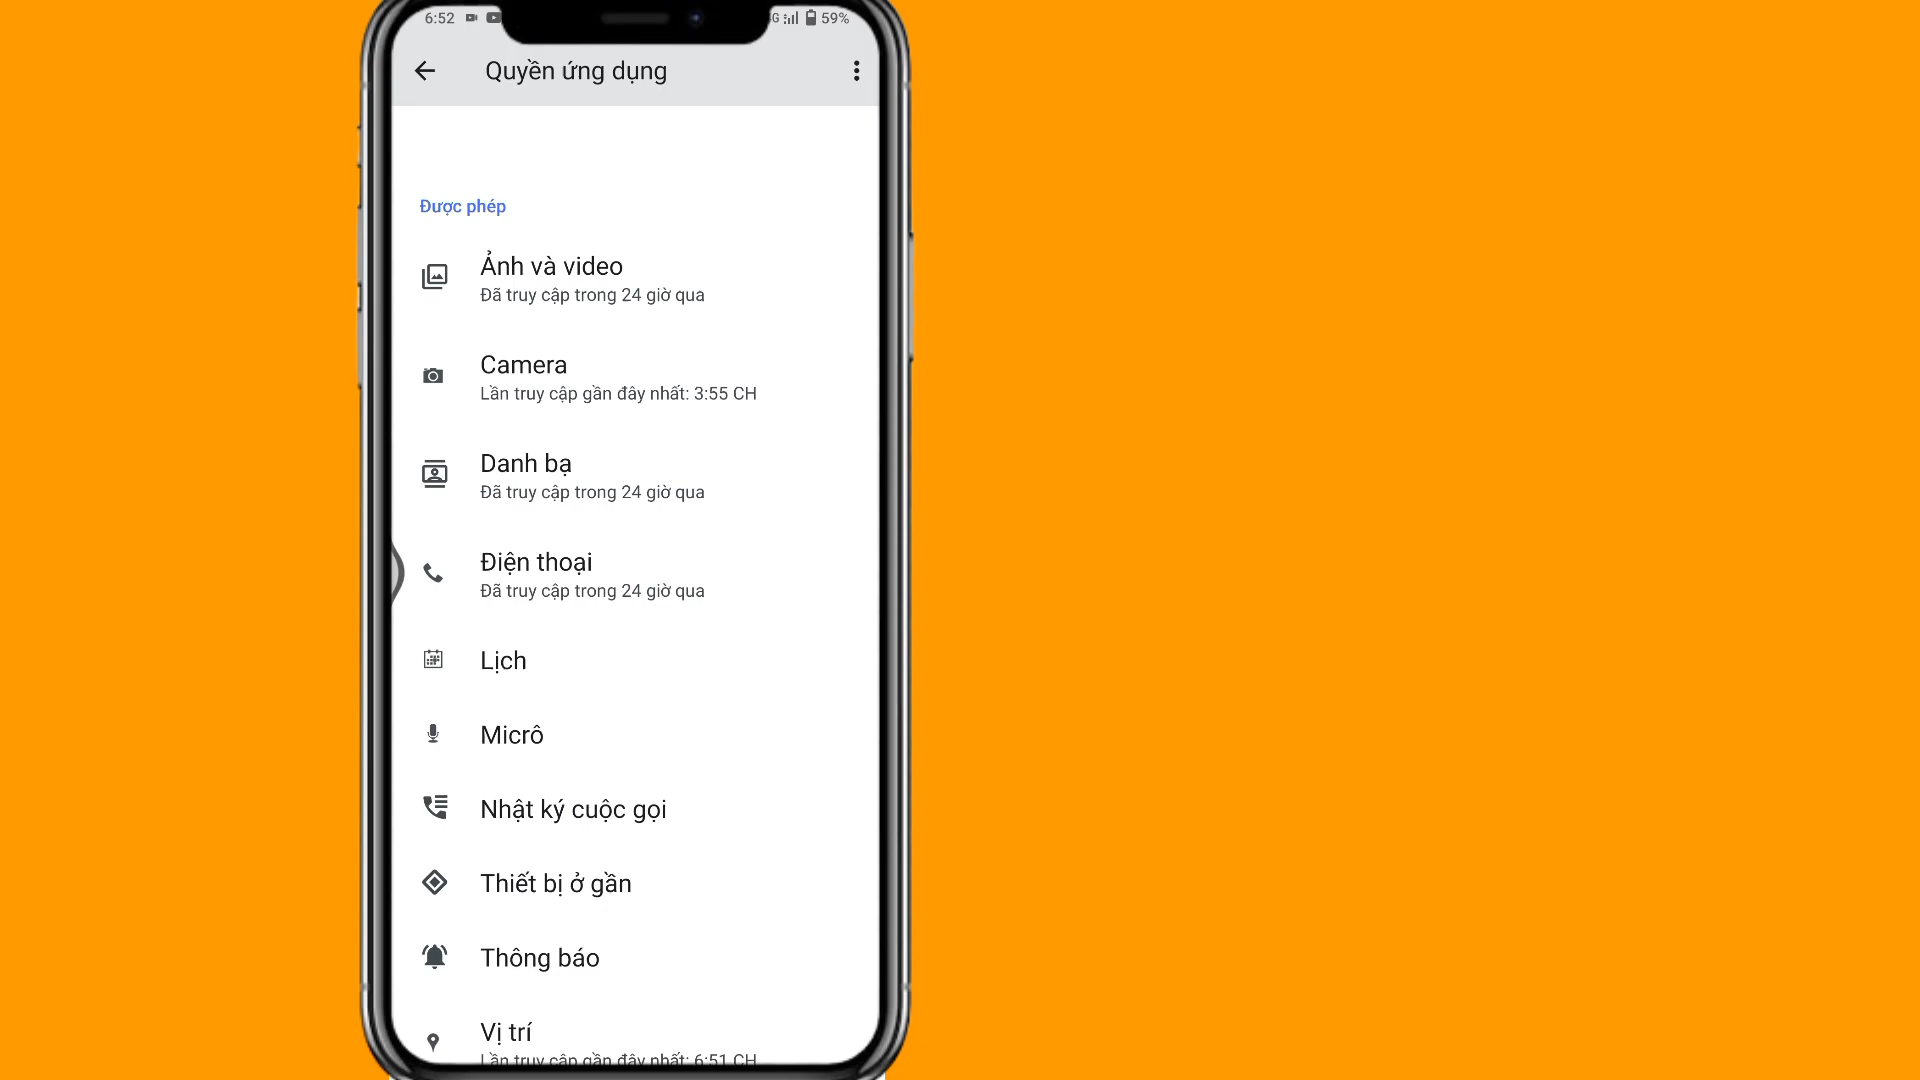 6:52 4G 59%
Quyền ứng dụng
Được phép
Ảnh và video
Đã truy cập trong 24 giờ qua
Camera
Lần truy cập gần đây nhất: 3:55 CH
Danh bạ
Đã truy cập trong 24 giờ qua
Điện thoại
Đã truy cập trong 24 giờ qua
Lịch
Micrô
Nhật ký cuộc gọi
Thiết bị ở gần
Thông báo
Vị trí
Lần truy cập gần đây nhất: 6:51 CH